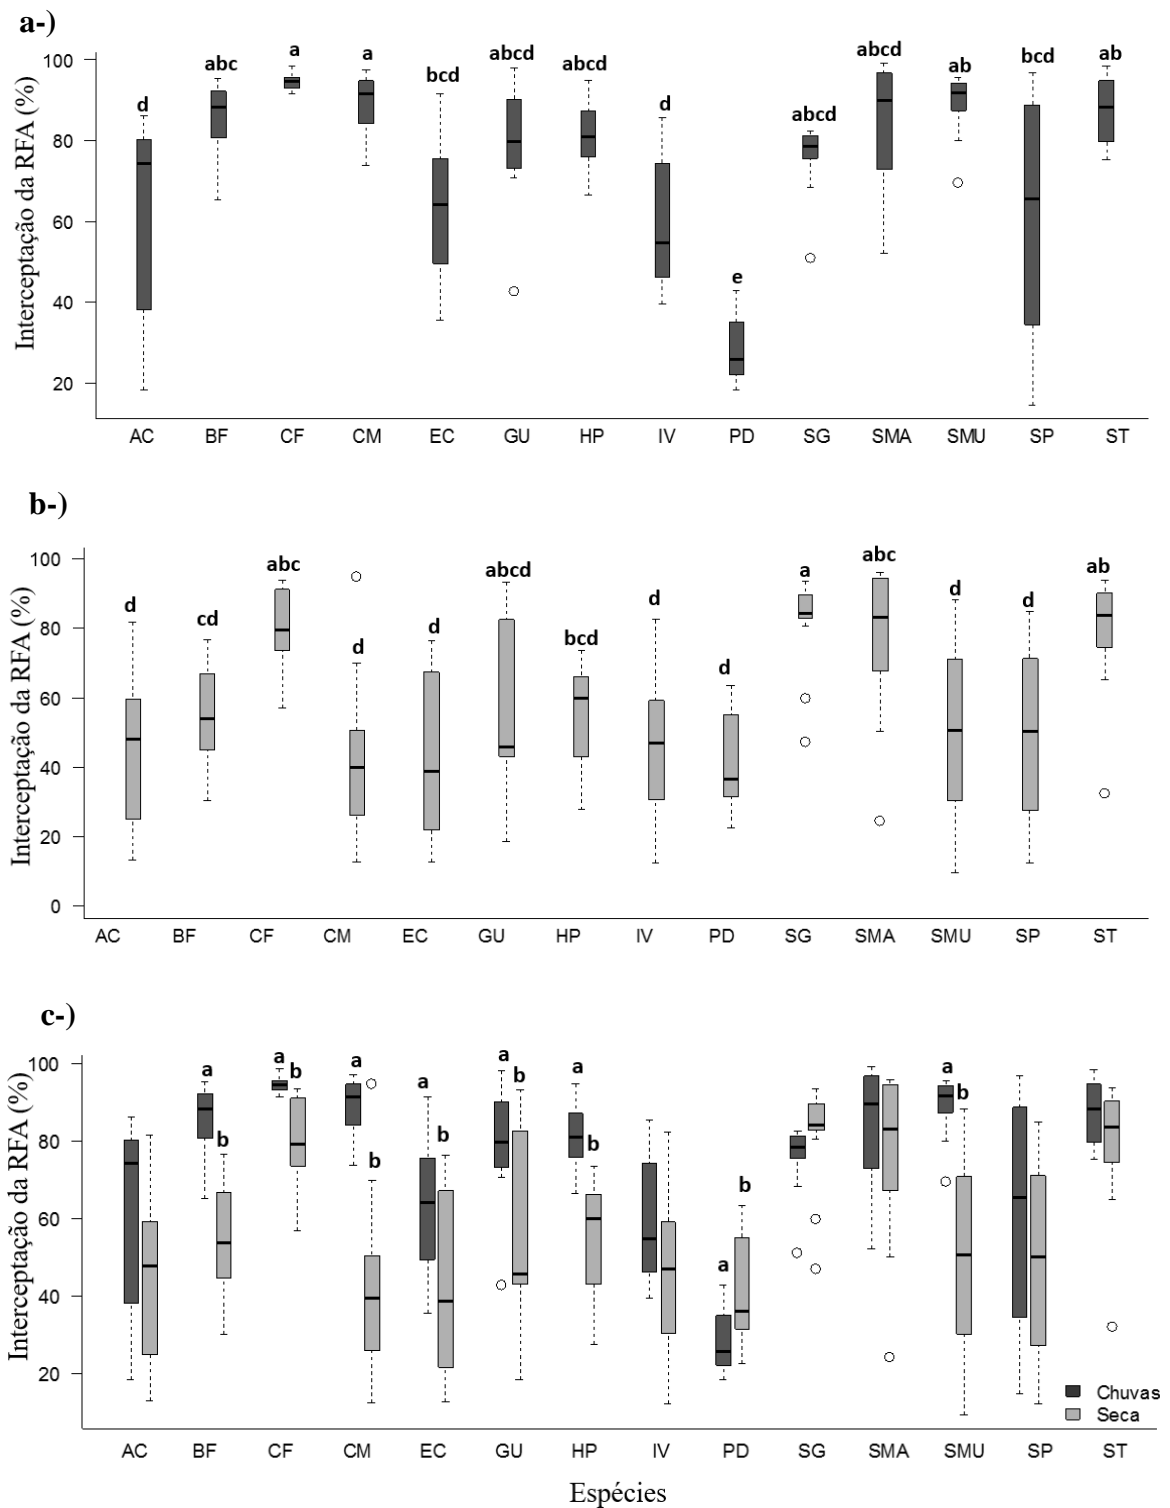 a-)
Interceptação da RFA (%)
100
80
60
40
20
d abc a a bcd abcd abcd d e abcd abcd ab bcd ab
AC BF CF CM EC GU HP IV PD SG SMA SMU SP ST
b-)
Interceptação da RFA (%)
100
80
60
40
20
0
d cd abc d d abcd bcd d d a abc d d ab
AC BF CF CM EC GU HP IV PD SG SMA SMU SP ST
c-)
Interceptação da RFA (%)
100
80
60
40
20
a b a b a b a b a b a b a b a b
Chuvas
Seca
AC BF CF CM EC GU HP IV PD SG SMA SMU SP ST
Espécies